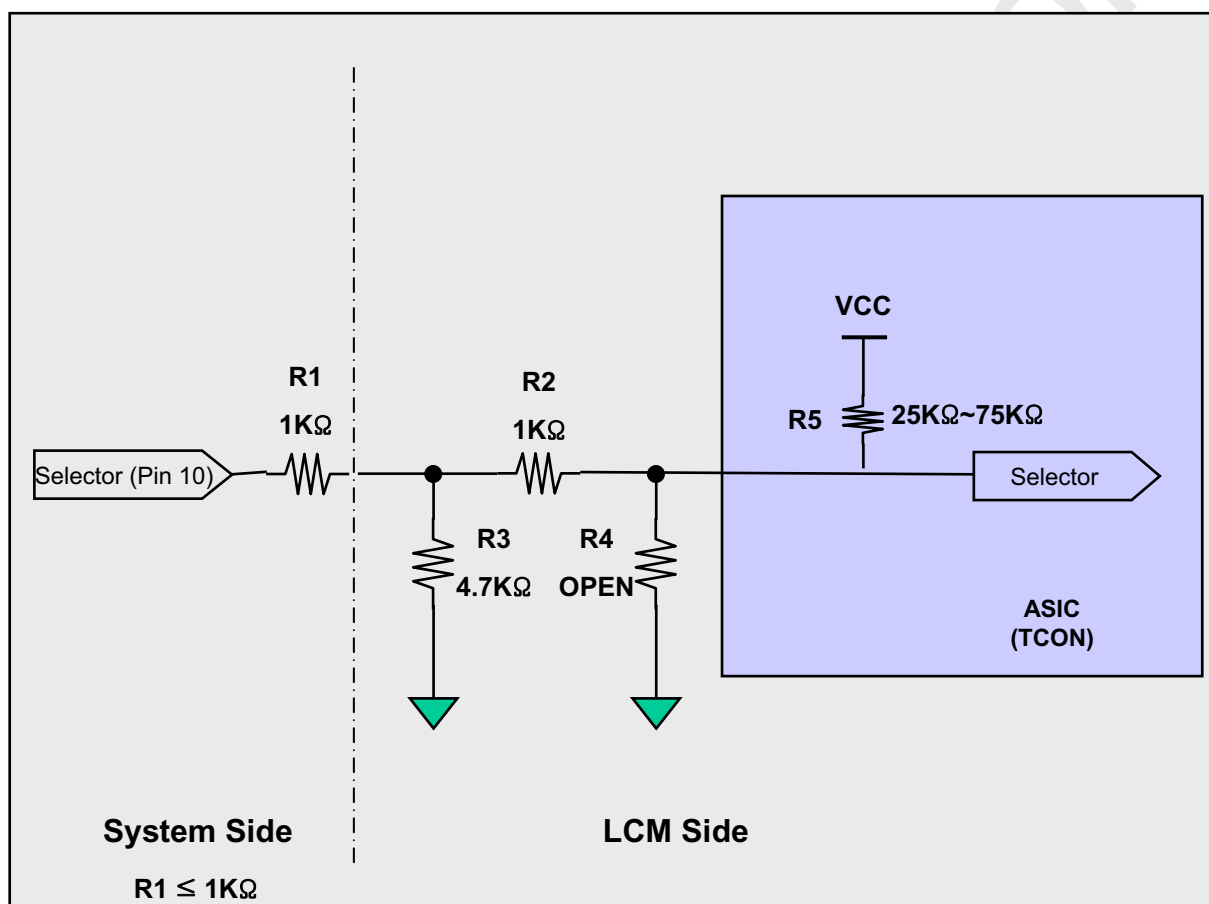 VCC
R1
R2
1KΩ
1KΩ
R5
25KΩ~75KΩ
Selector (Pin 10)
Selector
R3
4.7KΩ
R4
OPEN
ASIC
(TCON)
System Side
LCM Side
R1 ≤ 1KΩ